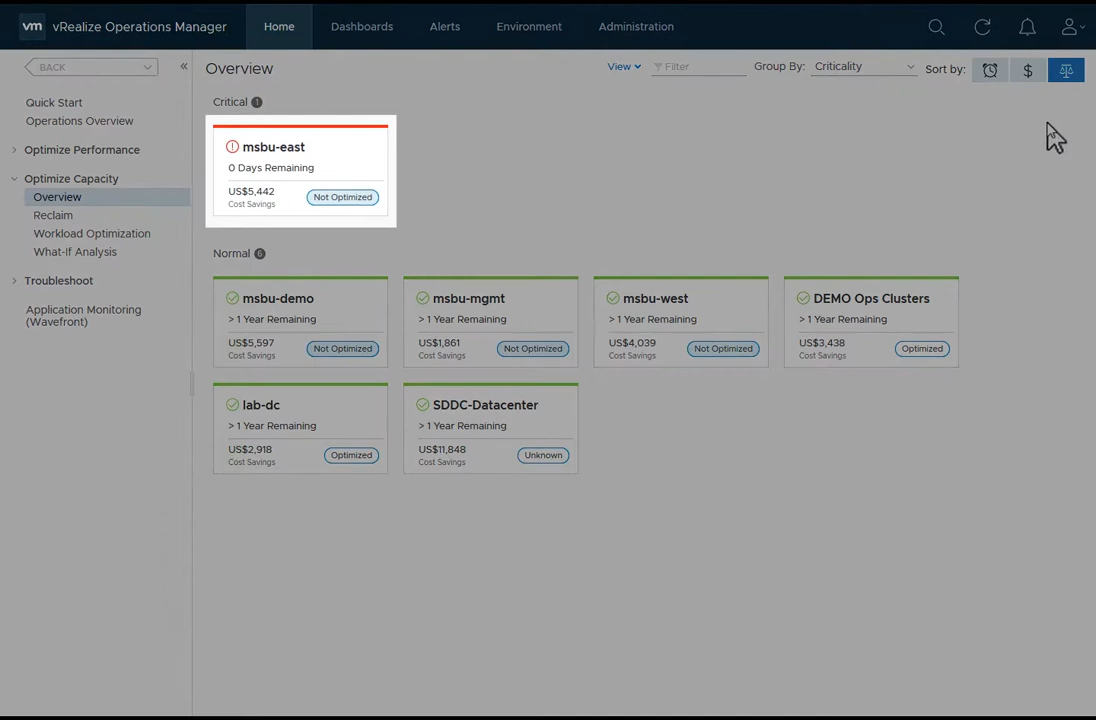 vm vRealize Operations Manager Home Dashboards Alerts Environment Administration
BACK
Quick Start
Operations Overview
Optimize Performance
Optimize Capacity
Overview
Reclaim
Workload Optimization
What-If Analysis
Troubleshoot
Application Monitoring
(Wavefront)
Overview View Filter Group By: Criticality Sort by: $
Critical 1
msbu-east
0 Days Remaining
US$5,442
Cost Savings
Not Optimized
Normal 6
msbu-demo
> 1 Year Remaining
US$5,597
Cost Savings
Not Optimized
msbu-mgmt
> 1 Year Remaining
US$1,861
Cost Savings
Not Optimized
msbu-west
> 1 Year Remaining
US$4,039
Cost Savings
Not Optimized
DEMO Ops Clusters
> 1 Year Remaining
US$3,438
Cost Savings
Optimized
lab-dc
> 1 Year Remaining
US$2,918
Cost Savings
Optimized
SDDC-Datacenter
> 1 Year Remaining
US$11,848
Cost Savings
Unknown